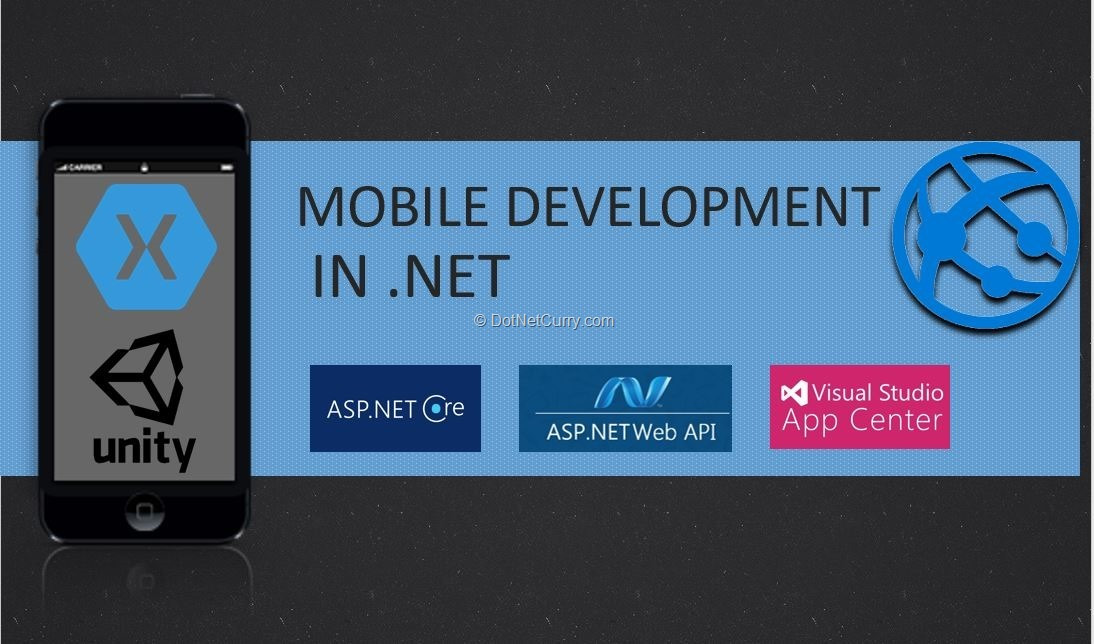 CARRIER
MOBILE DEVELOPMENT
IN .NET
© DotNetCurry.com
unity
ASP.NET Core
ASP.NET Web API
Visual Studio
App Center